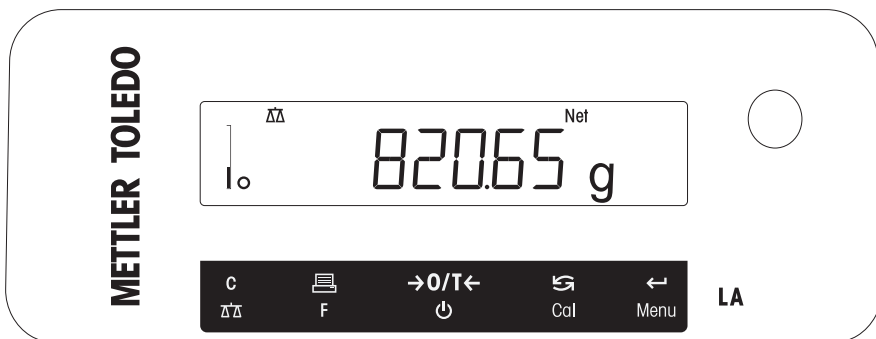 METTLER TOLEDO
Net
820.65 g
C →0/T←
F Cal Menu
LA